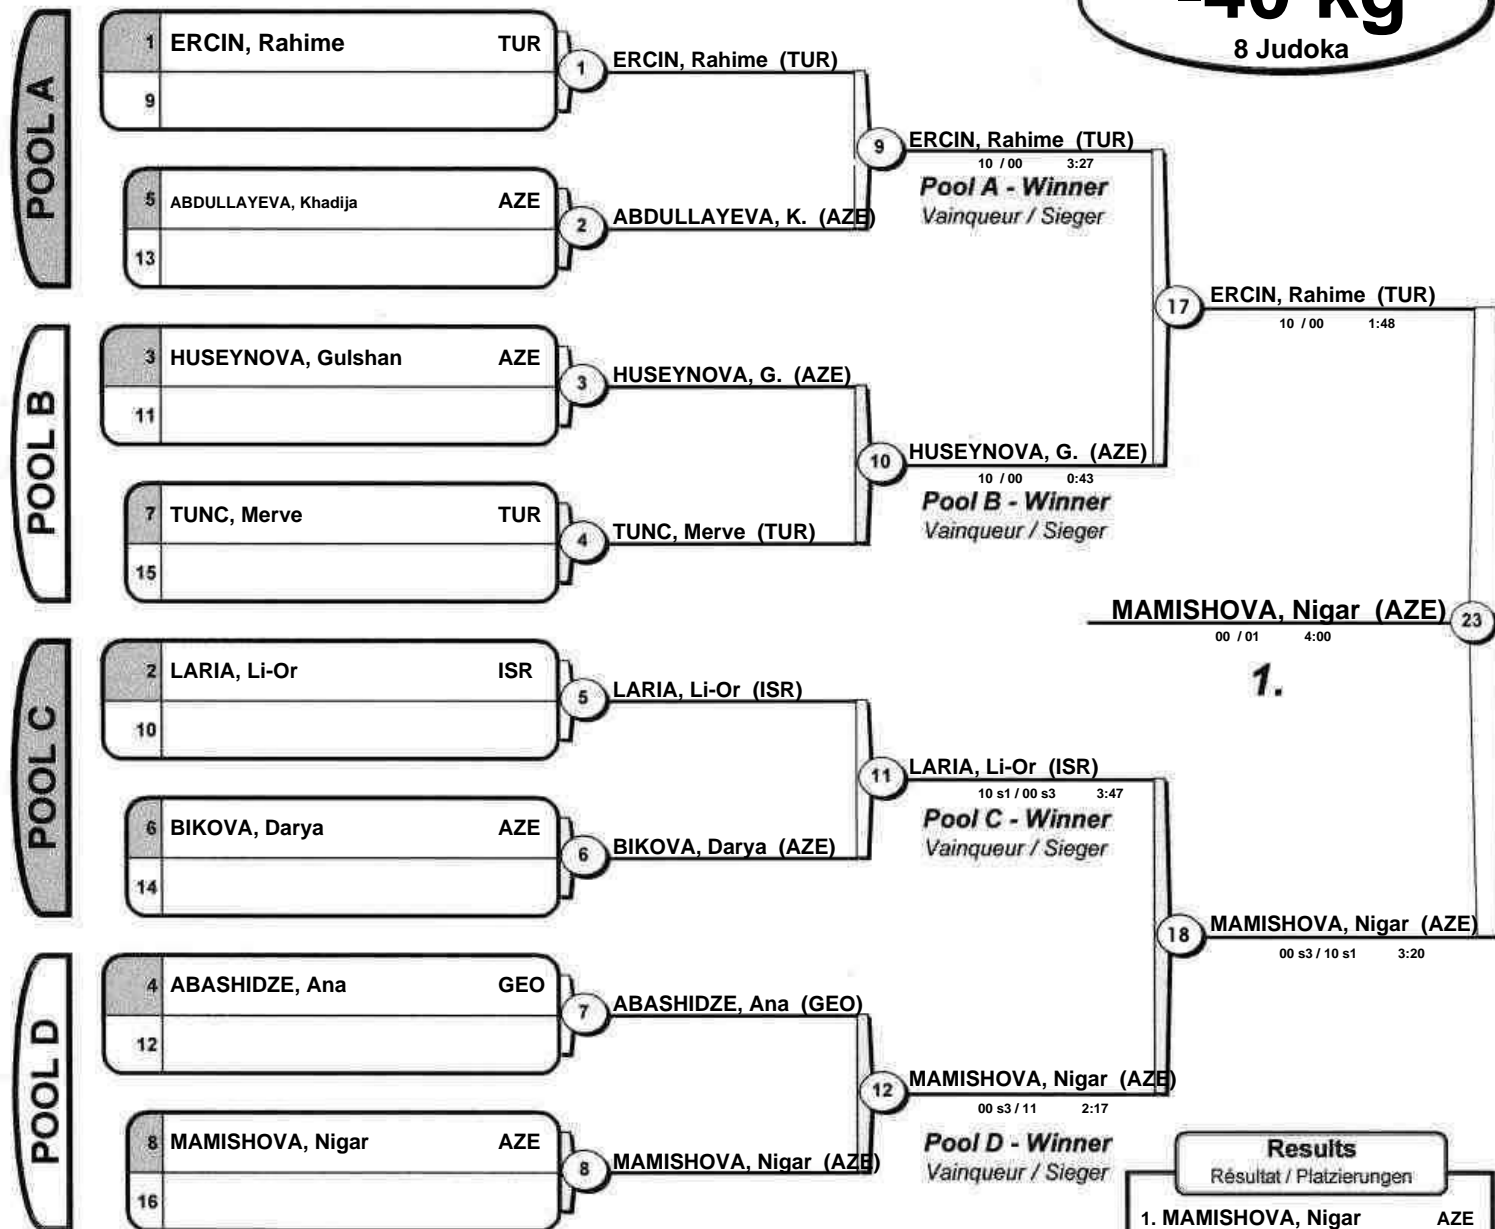 -40 kg
8 Judoka
POOL A
1 ERCIN, Rahime TUR
9
5 ABDULLAYEVA, Khadija AZE
13
1 ERCIN, Rahime (TUR)
2 ABDULLAYEVA, K. (AZE)
9 ERCIN, Rahime (TUR)
10 / 00 3:27
Pool A - Winner
Vainqueur / Sieger
POOL B
3 HUSEYNOVA, Gulshan AZE
11
7 TUNC, Merve TUR
15
3 HUSEYNOVA, G. (AZE)
4 TUNC, Merve (TUR)
10 HUSEYNOVA, G. (AZE)
10 / 00 0:43
Pool B - Winner
Vainqueur / Sieger
17 ERCIN, Rahime (TUR)
10 / 00 1:48
MAMISHOVA, Nigar (AZE) 23
00 / 01 4:00
1.
POOL C
2 LARIA, Li-Or ISR
10
6 BIKOVA, Darya AZE
14
5 LARIA, Li-Or (ISR)
6 BIKOVA, Darya (AZE)
11 LARIA, Li-Or (ISR)
10 s1 / 00 s3 3:47
Pool C - Winner
Vainqueur / Sieger
POOL D
4 ABASHIDZE, Ana GEO
12
8 MAMISHOVA, Nigar AZE
16
7 ABASHIDZE, Ana (GEO)
8 MAMISHOVA, Nigar (AZE)
12 MAMISHOVA, Nigar (AZE)
00 s3 / 11 2:17
Pool D - Winner
Vainqueur / Sieger
18 MAMISHOVA, Nigar (AZE)
00 s3 / 10 s1 3:20
Results
Résultat / Platzierungen
1. MAMISHOVA, Nigar AZE